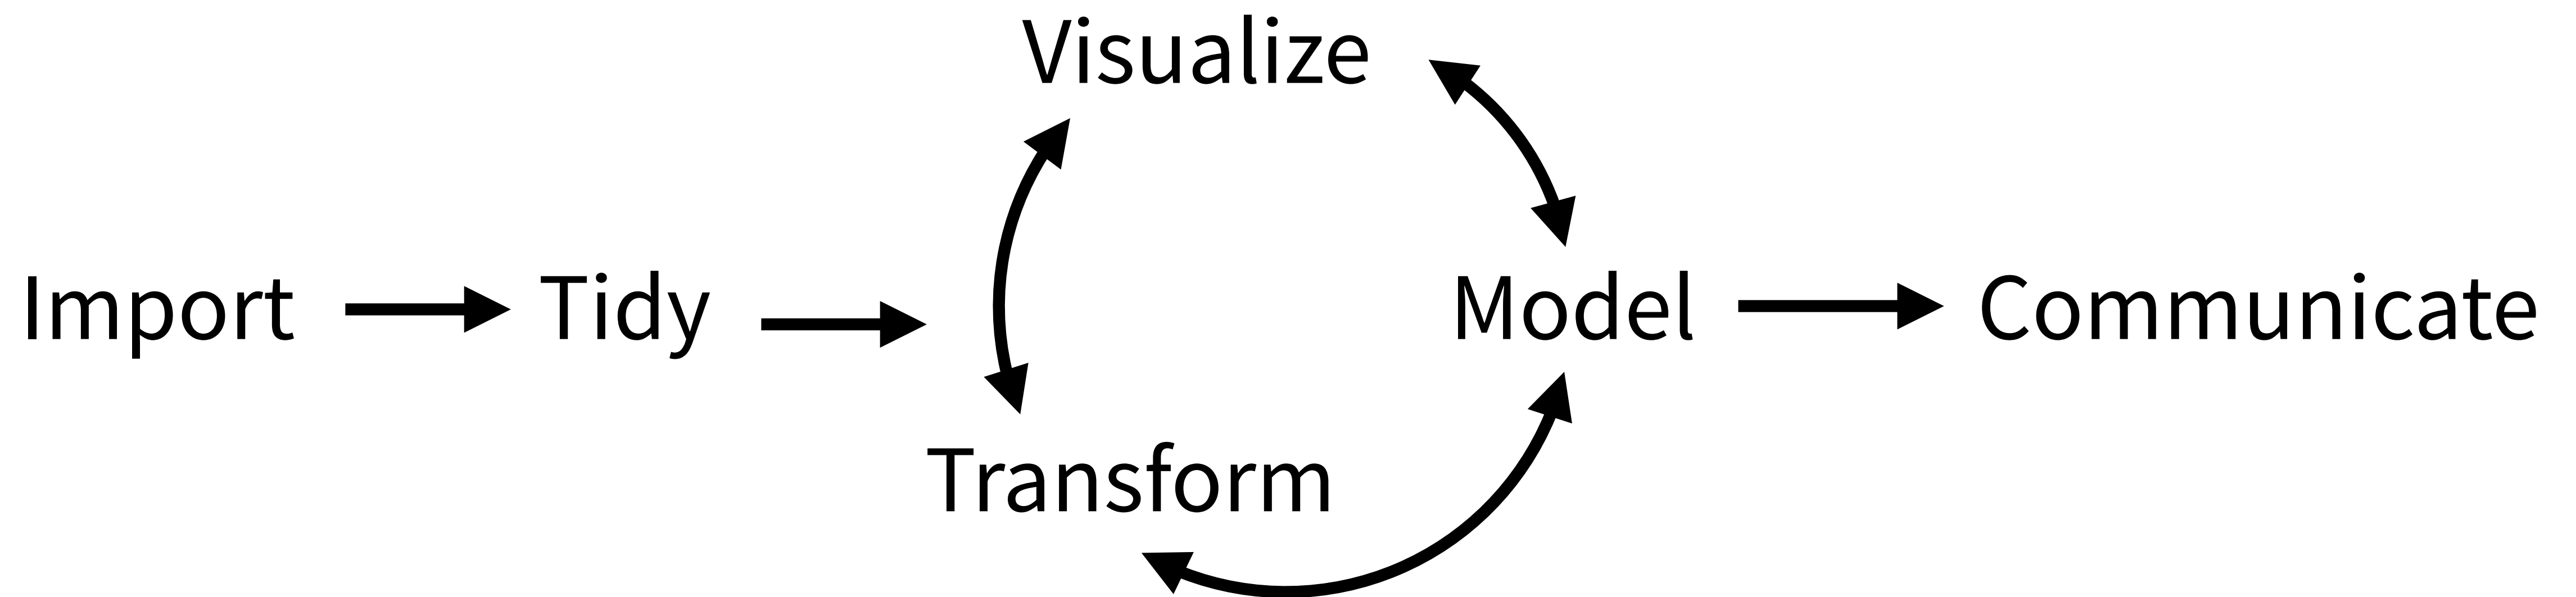 Visualize
Import
Tidy
Model
Communicate
Transform